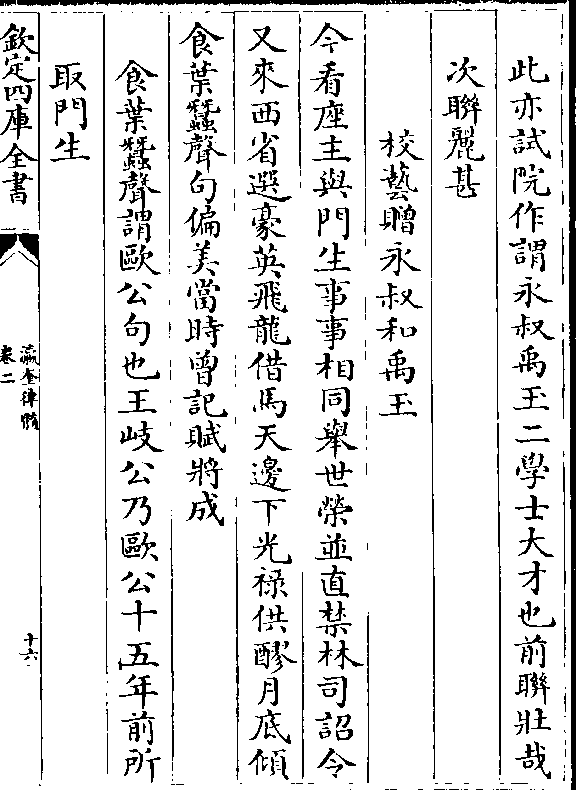 此亦試院作謂永叔禹玉二學士大才也前聯壯哉
次聯麗甚
校藝贈永叔和禹玉
今看座主與門生事事相同舉世榮並直禁林司詔令
又來西省選豪英飛龍借馬天邊下光祿供醪月底傾
食葉蠶聲句偏美當時曾記賦將成
食葉蠶聲謂歐公句也王岐公乃歐公十五年前所
取門生
欽定四庫全書
瀛奎律髓
卷二
十六